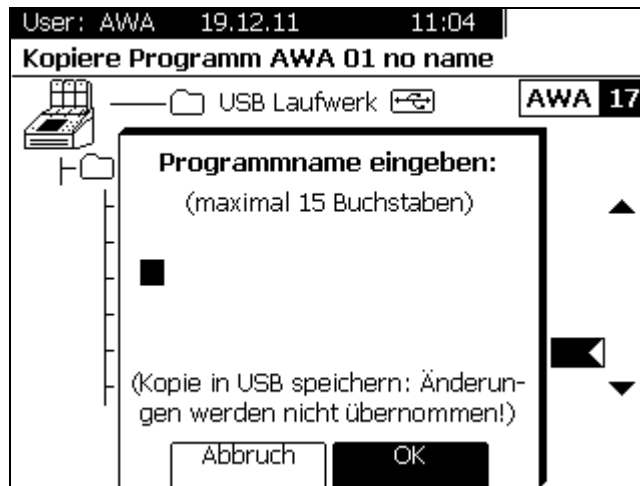 User: AWA 19.12.11 11:04
Kopiere Programm AWA 01 no name
USB Laufwerk
AWA 17
Programmname eingeben:
(maximal 15 Buchstaben)
(Kopie in USB speichern: Änderun-
gen werden nicht übernommen!)
Abbruch OK